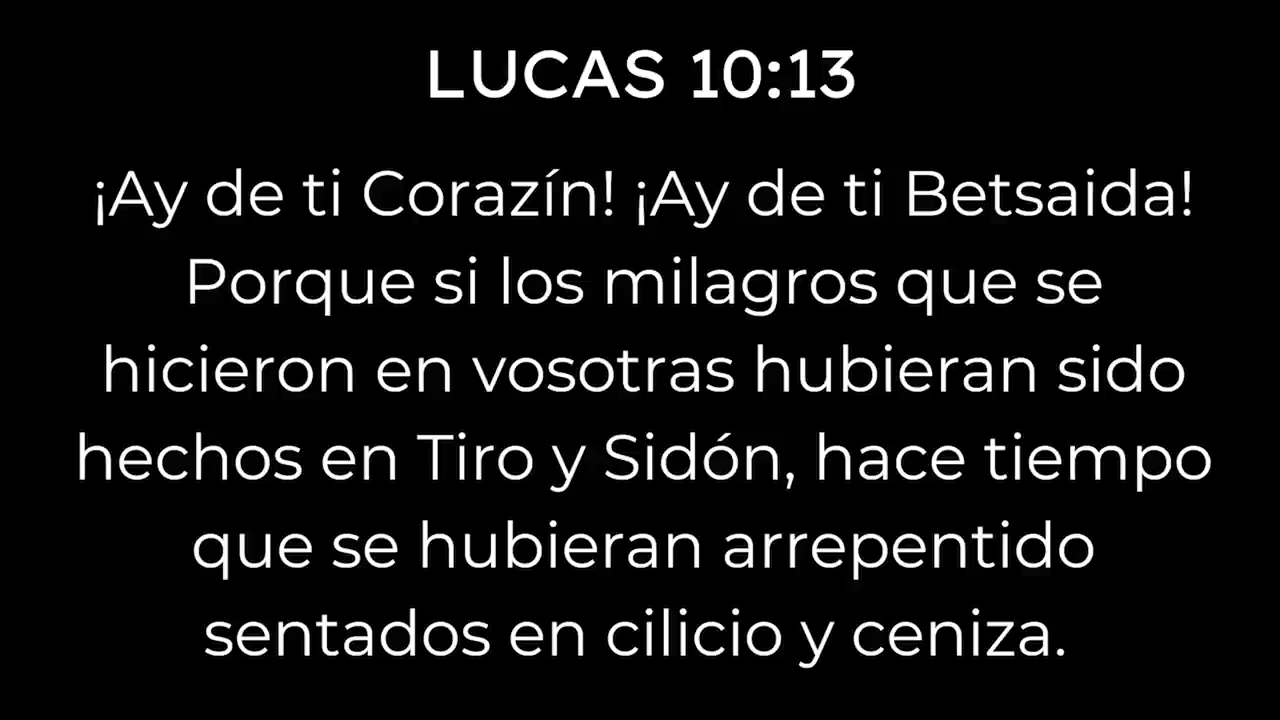 LUCAS 10:13
¡Ay de ti Corazín! ¡Ay de ti Betsaida!
Porque si los milagros que se
hicieron en vosotras hubieran sido
hechos en Tiro y Sidón, hace tiempo
que se hubieran arrepentido
sentados en cilicio y ceniza.